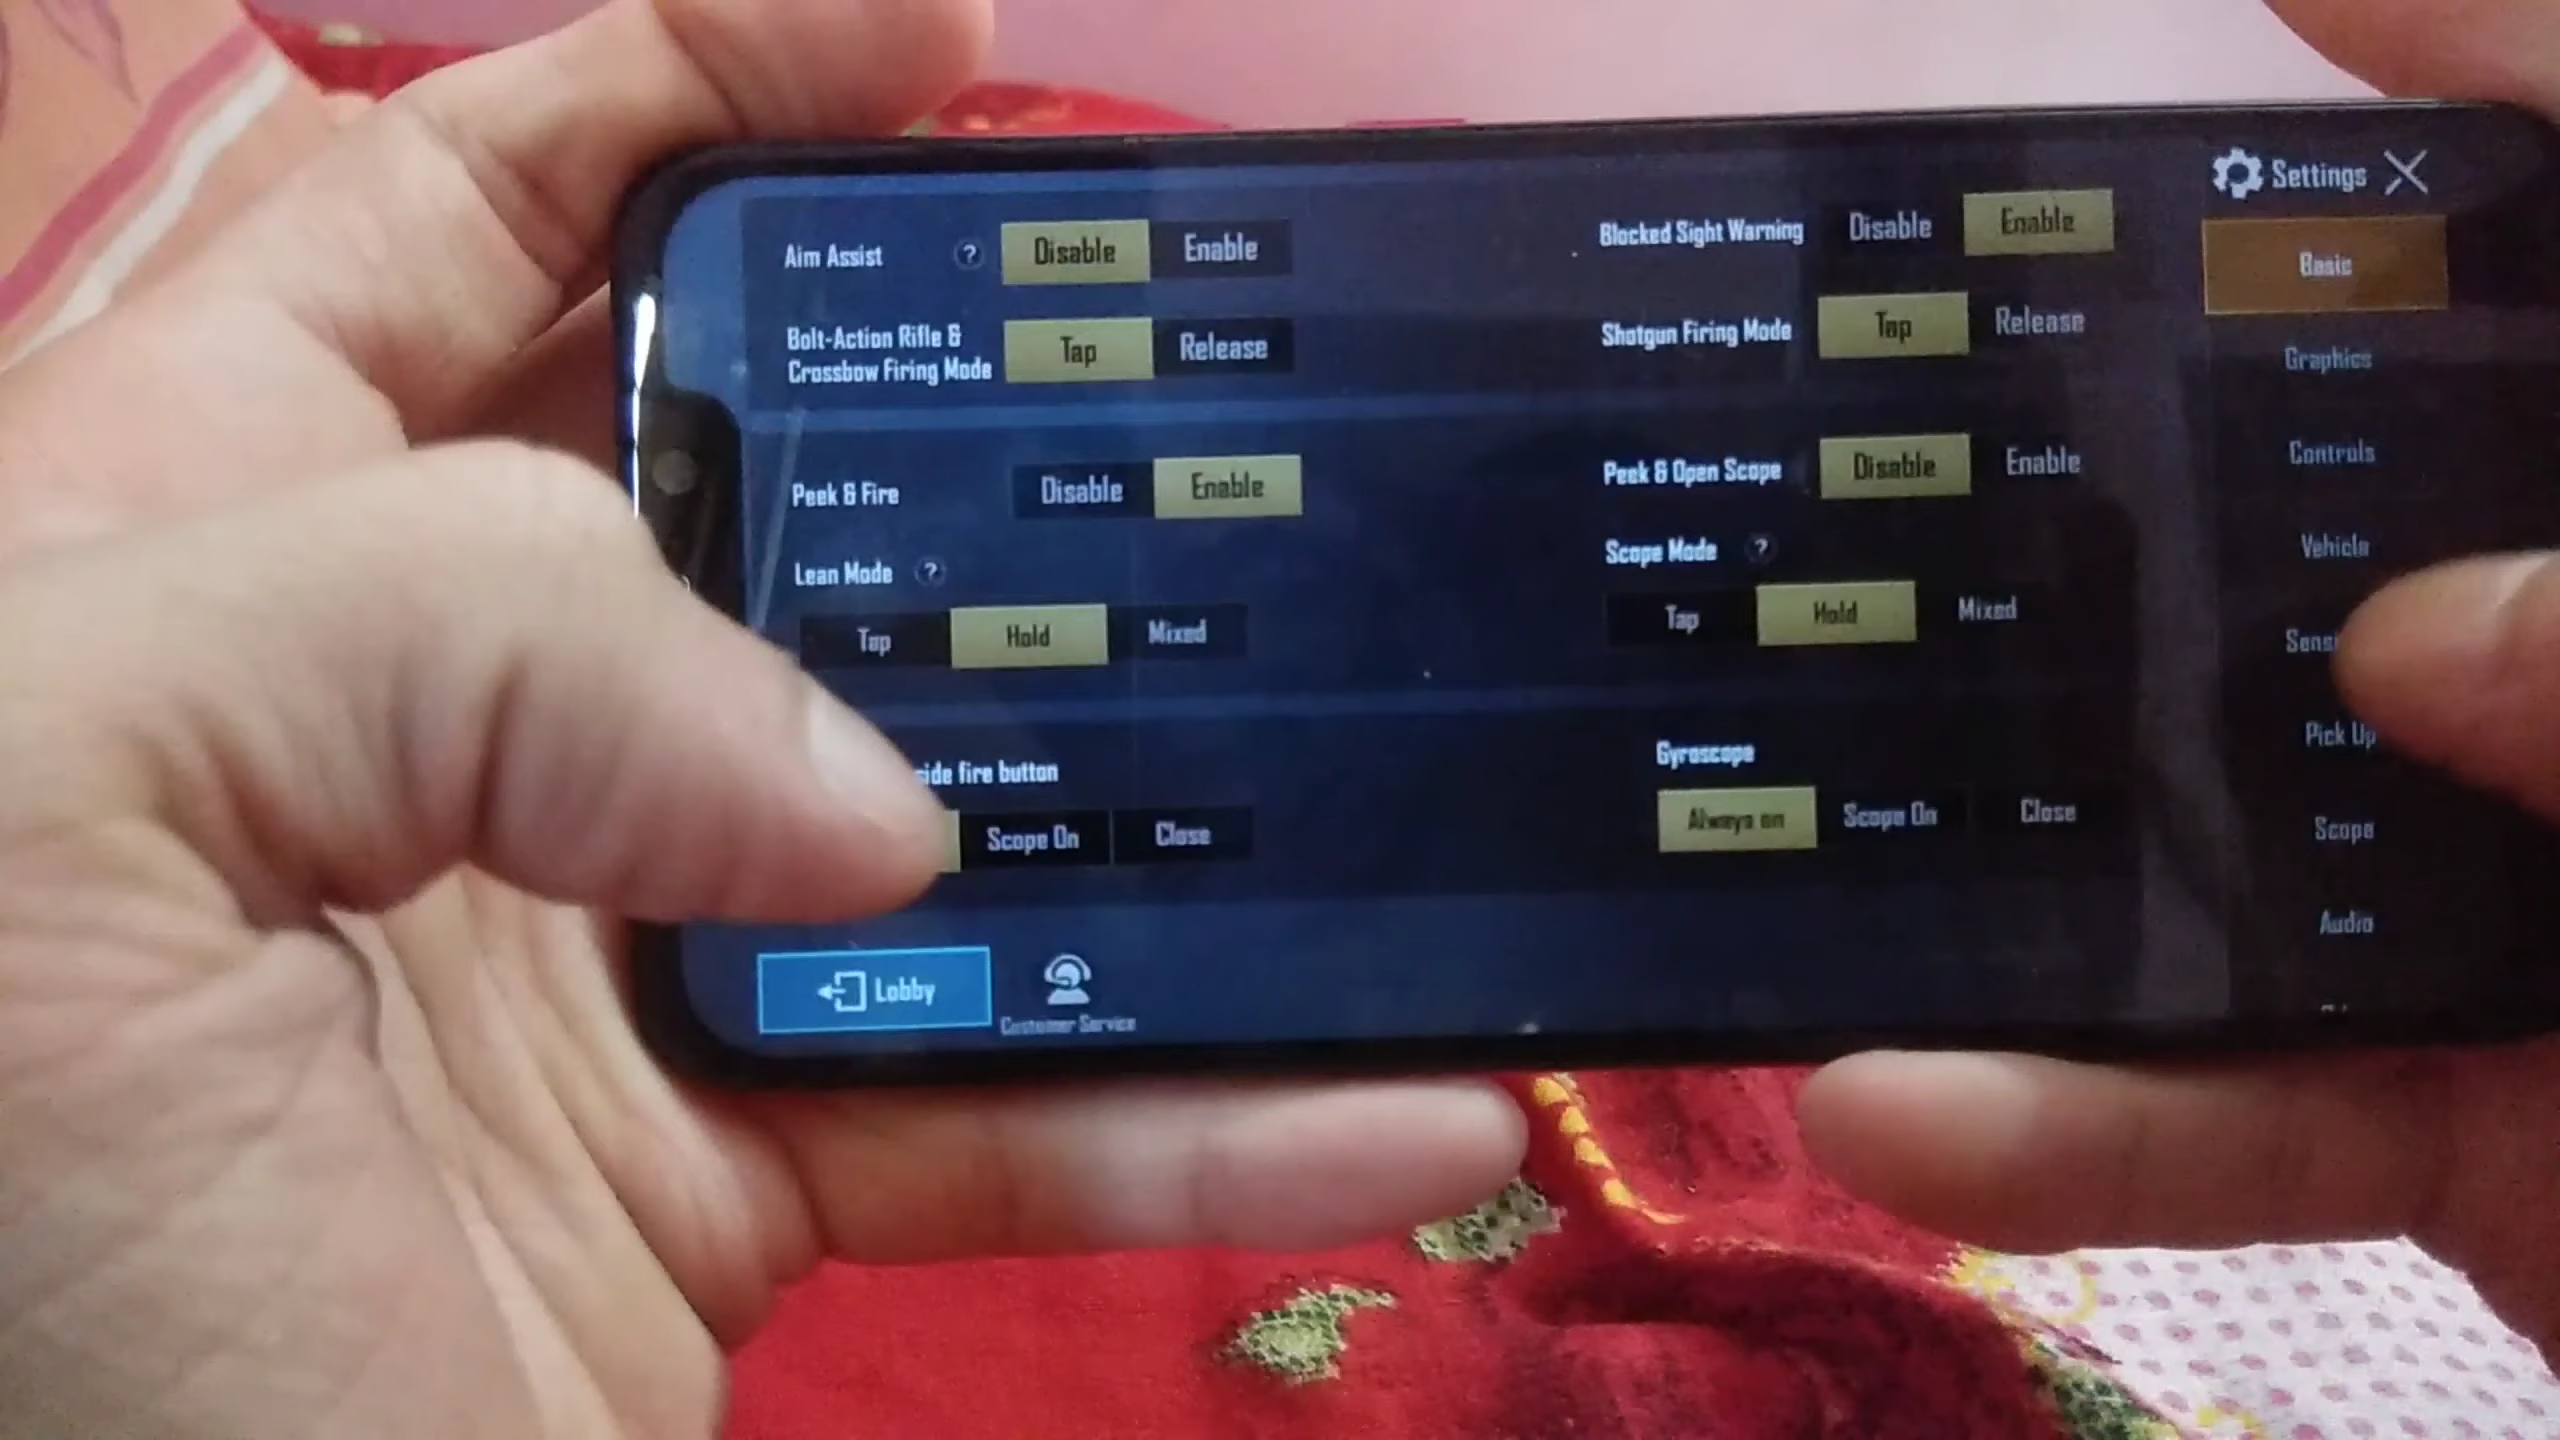 Settings
Aim Assist ? Disable Enable
Blocked Sight Warning Disable Enable
Bolt-Action Rifle &
Crossbow Firing Mode
Tap Release
Shotgun Firing Mode Tap Release
Peek & Fire Disable Enable
Peek & Open Scope Disable Enable
Lean Mode ?
Tap Hold Mixed
Scope Mode ?
Tap Hold Mixed
side fire button
Scope On Close
Gyroscope
Always on Scope On Close
Lobby
Customer Service
Basic
Graphics
Controls
Vehicle
Pick Up
Scope
Audio